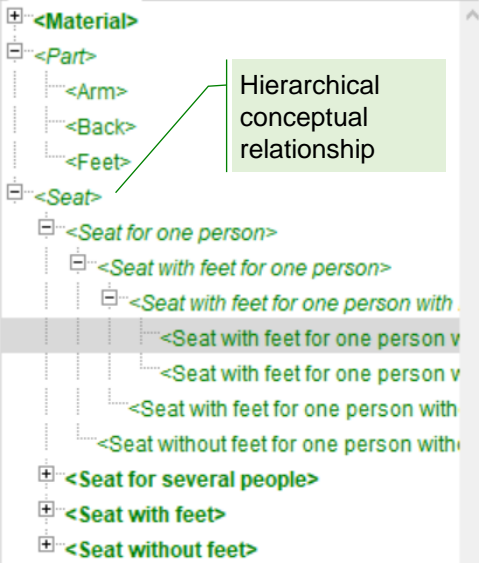 <Material>
<Part>
<Arm>
<Back>
<Feet>
<Seat>
<Seat for one person>
<Seat with feet for one person>
<Seat with feet for one person with
<Seat with feet for one person
<Seat with feet for one person
<Seat with feet for one person with
<Seat without feet for one person with
<Seat for several people>
<Seat with feet>
<Seat without feet>
Hierarchical
conceptual
relationship